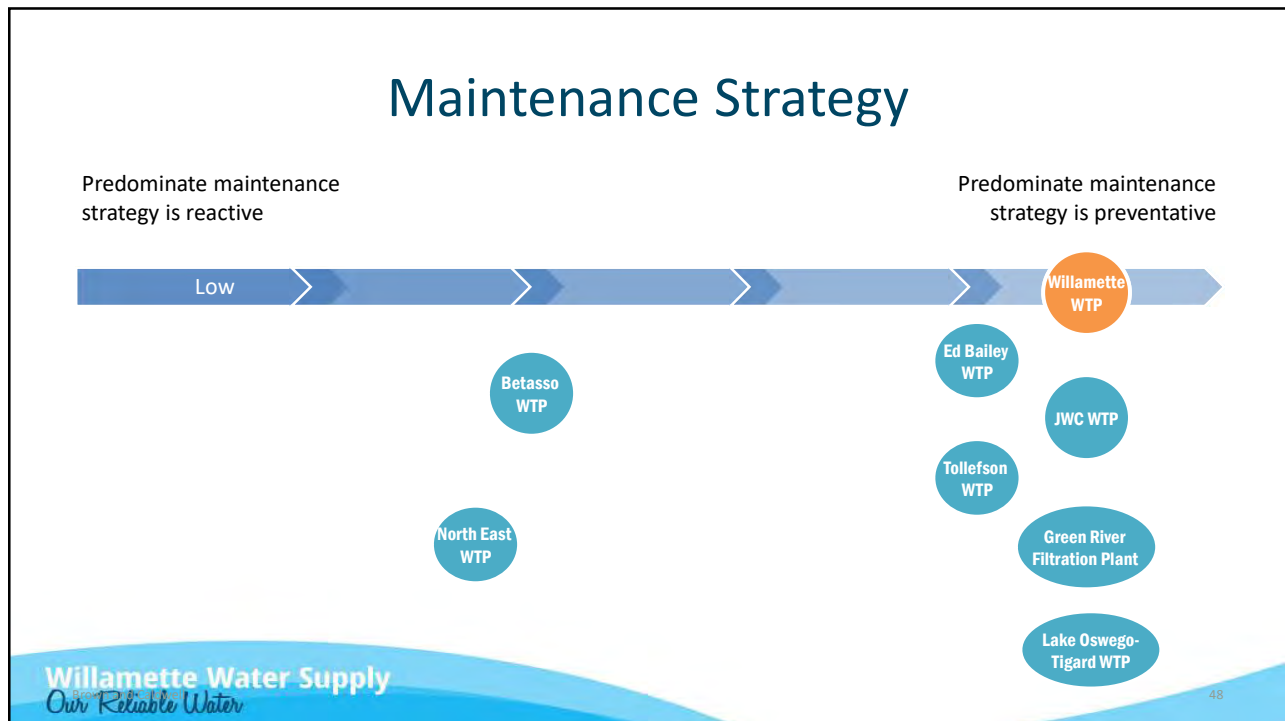 Maintenance Strategy
Predominate maintenance
strategy is reactive
Predominate maintenance
strategy is preventative
Low
Willamette
WTP
Ed Bailey
WTP
Betasso
WTP
JWC WTP
Tollefson
WTP
North East
WTP
Green River
Filtration Plant
Lake Oswego-
Tigard WTP
Willamette Water Supply
Our Reliable Water
48